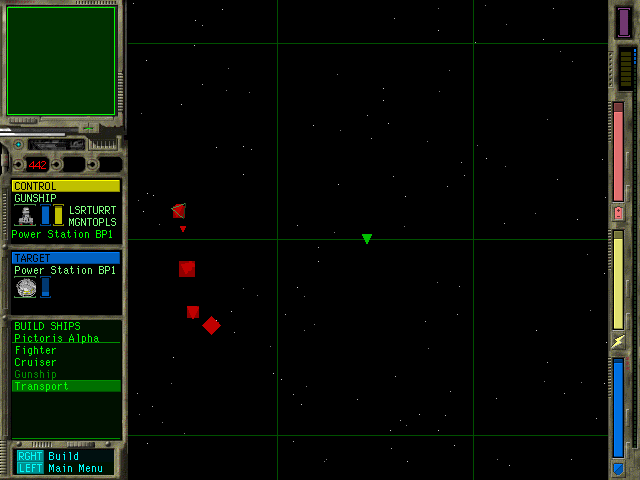 442
CONTROL
GUNSHIP
LSRTURRT
MGNTOPLS
Power Station BP1
TARGET
Power Station BP1
BUILD SHIPS
Pictoris Alpha
Fighter
Cruiser
Gunship
Transport
RGHT Build
LEFT Main Menu